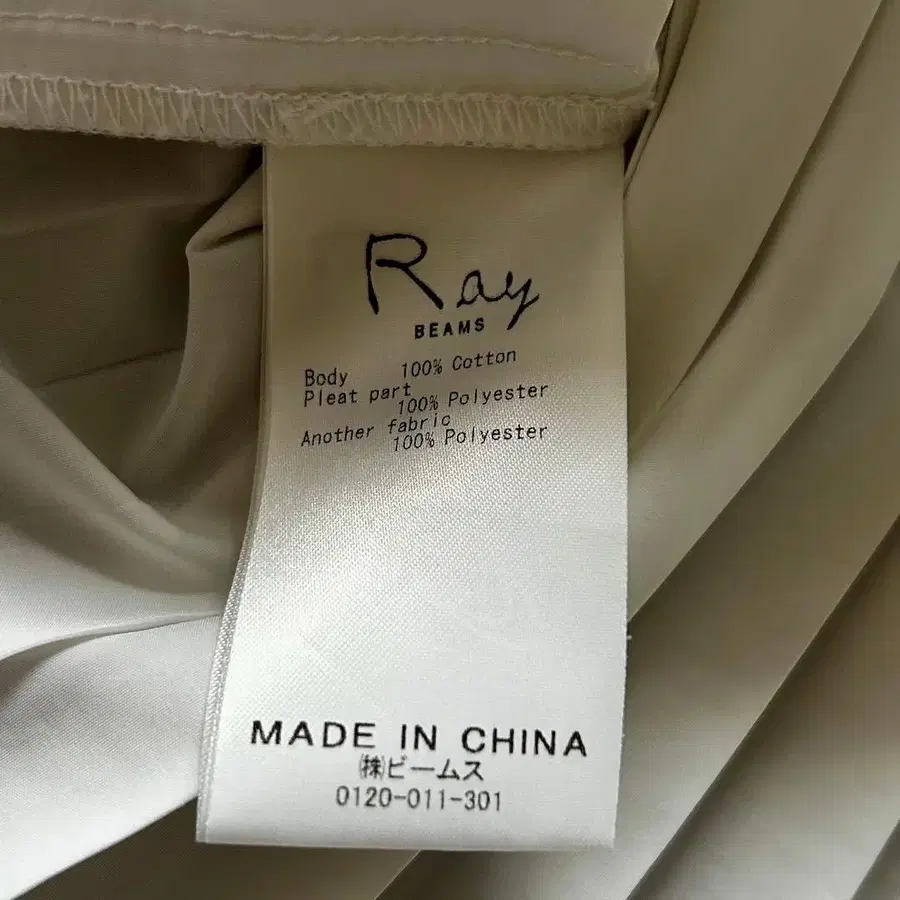 Ray
BEAMS
Body 100% Cotton
Pleat part
100% Polyester
Another fabric
100% Polyester
MADE IN CHINA
㈱ビームス
0120-011-301